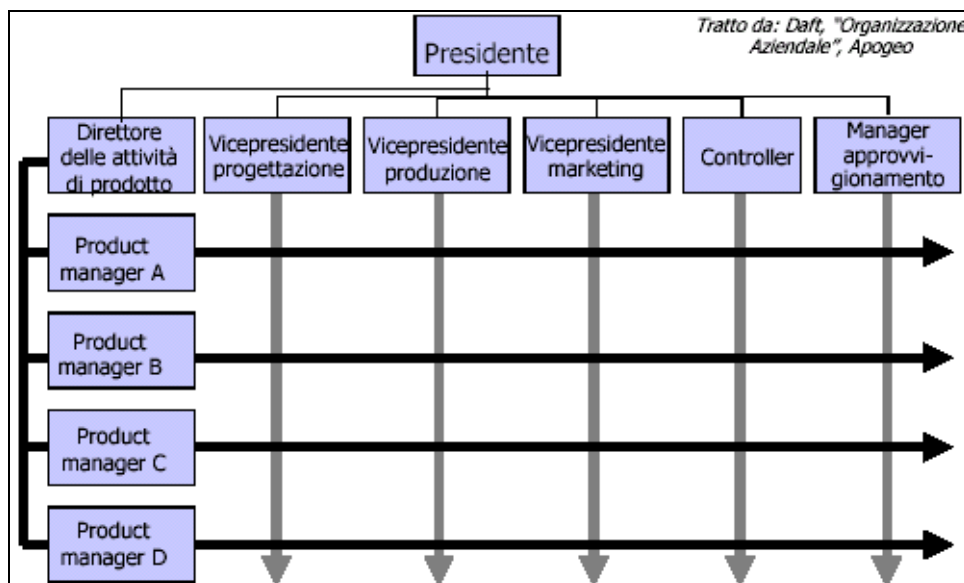 Tratto da: Daft, "Organizzazione
Aziendale", Apogeo
Presidente
Direttore
delle attività
di prodotto
Vicepresidente
progettazione
Vicepresidente
produzione
Vicepresidente
marketing
Controller
Manager
approvvi-
gionamento
Product
manager A
Product
manager B
Product
manager C
Product
manager D